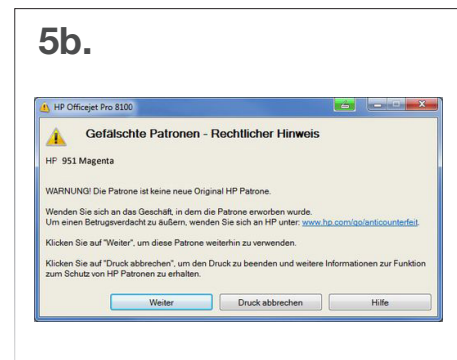 5b.
HP Officejet Pro 8100
Gefälschte Patronen - Rechtlicher Hinweis
HP 951 Magenta
WARNUNG! Die Patrone ist keine neue Original HP Patrone.
Wenden Sie sich an das Geschäft, in dem die Patrone erworben wurde.
Um einen Betrugsverdacht zu äußern, wenden Sie sich an HP unter: www.hp.com/go/anticounterfeit.
Klicken Sie auf "Weiter", um diese Patrone weiterhin zu verwenden.
Klicken Sie auf "Druck abbrechen", um den Druck zu beenden und weitere Informationen zur Funktion
zum Schutz von HP Patronen zu erhalten.
Weiter Druck abbrechen Hilfe